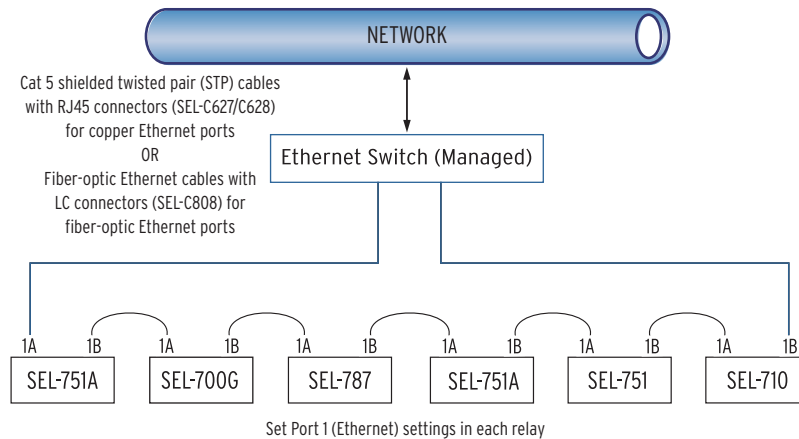 NETWORK
Cat 5 shielded twisted pair (STP) cables
with RJ45 connectors (SEL-C627/C628)
for copper Ethernet ports
OR
Fiber-optic Ethernet cables with
LC connectors (SEL-C808) for
fiber-optic Ethernet ports
Ethernet Switch (Managed)
1A 1B 1A 1B 1A 1B 1A 1B 1A 1B 1A 1B
SEL-751A SEL-700G SEL-787 SEL-751A SEL-751 SEL-710
Set Port 1 (Ethernet) settings in each relay